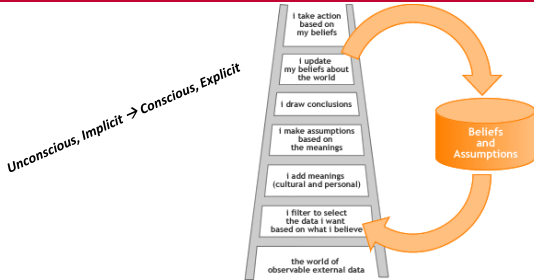 i take action
based on
my beliefs
i update
my beliefs about
the world
i draw conclusions
i make assumptions
based on
the meanings
i add meanings
(cultural and personal)
i filter to select
the data i want
based on what i believe
the world of
observable external data
Unconscious, Implicit → Conscious, Explicit
Beliefs
and
Assumptions